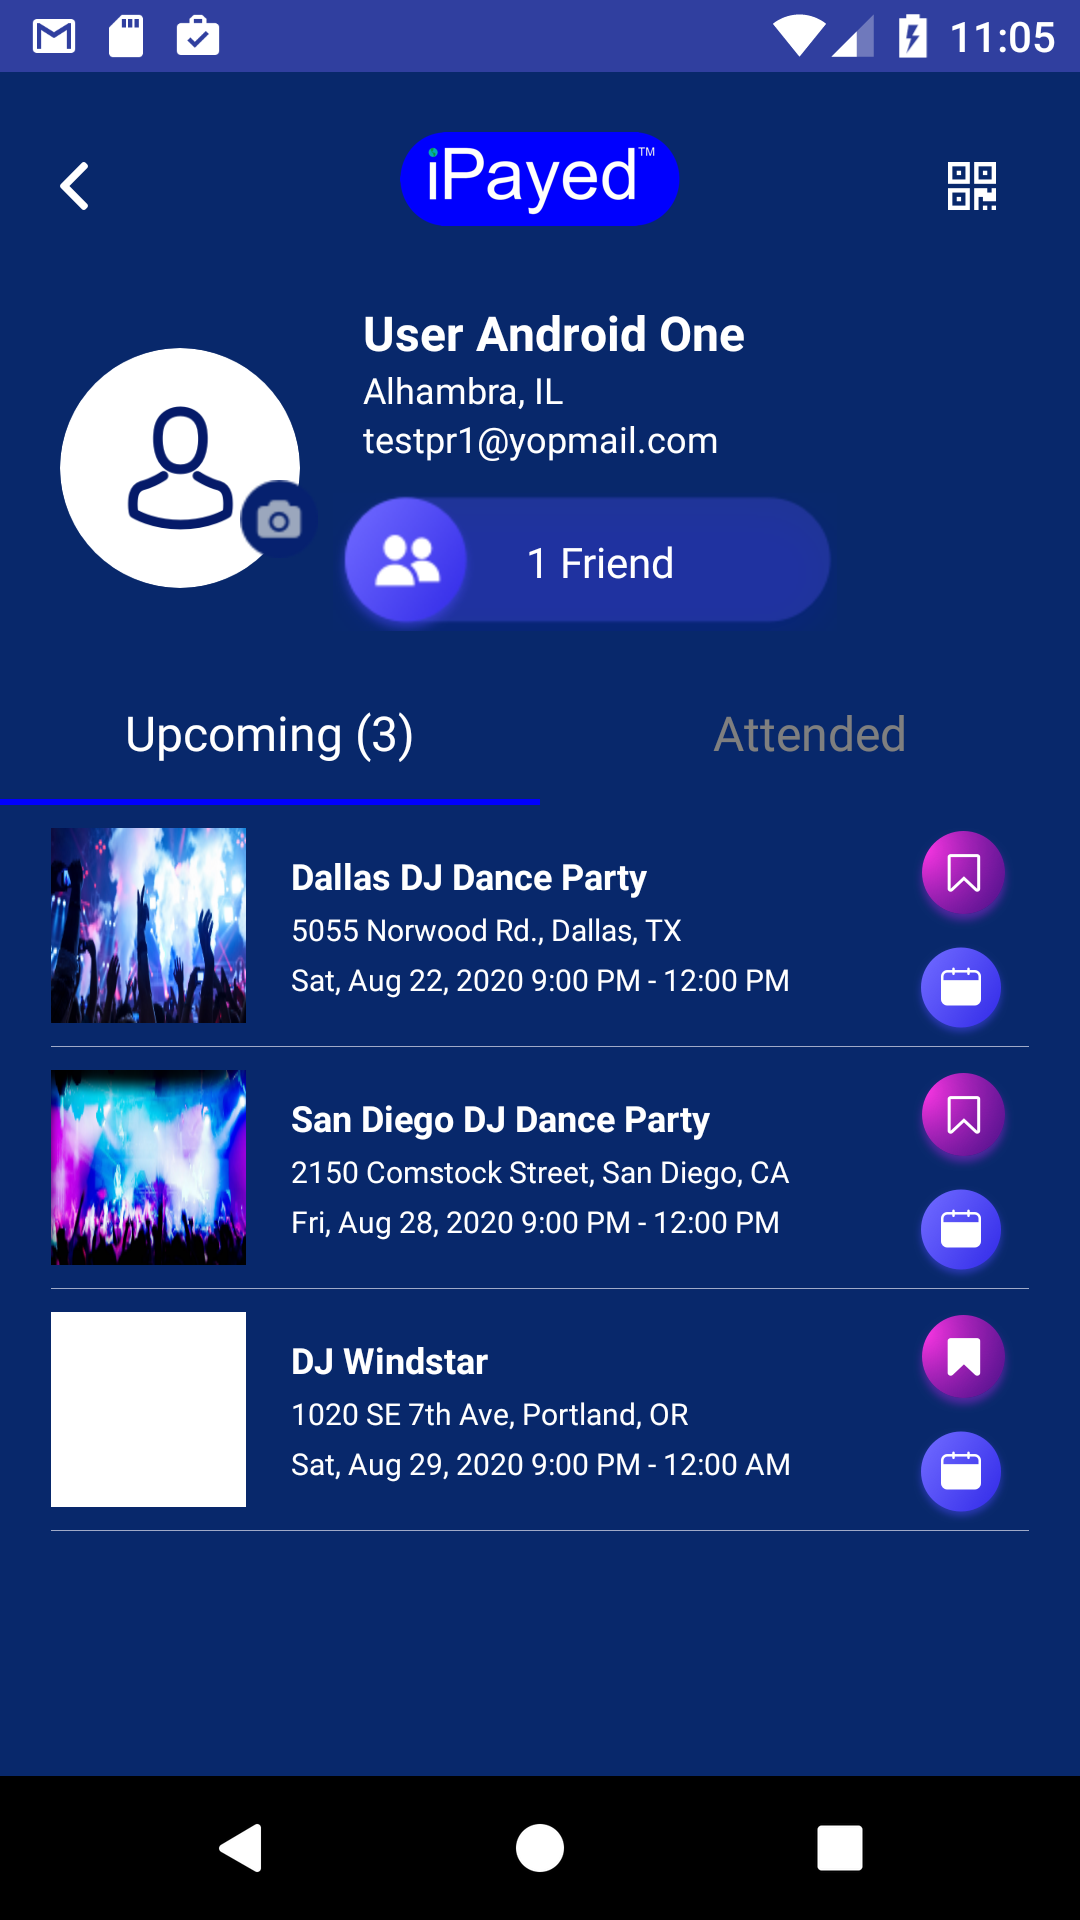 11:05
iPayed™
User Android One
Alhambra, IL
testpr1@yopmail.com
1 Friend
Upcoming (3)
Attended
Dallas DJ Dance Party
5055 Norwood Rd., Dallas, TX
Sat, Aug 22, 2020 9:00 PM - 12:00 PM
San Diego DJ Dance Party
2150 Comstock Street, San Diego, CA
Fri, Aug 28, 2020 9:00 PM - 12:00 PM
DJ Windstar
1020 SE 7th Ave, Portland, OR
Sat, Aug 29, 2020 9:00 PM - 12:00 AM